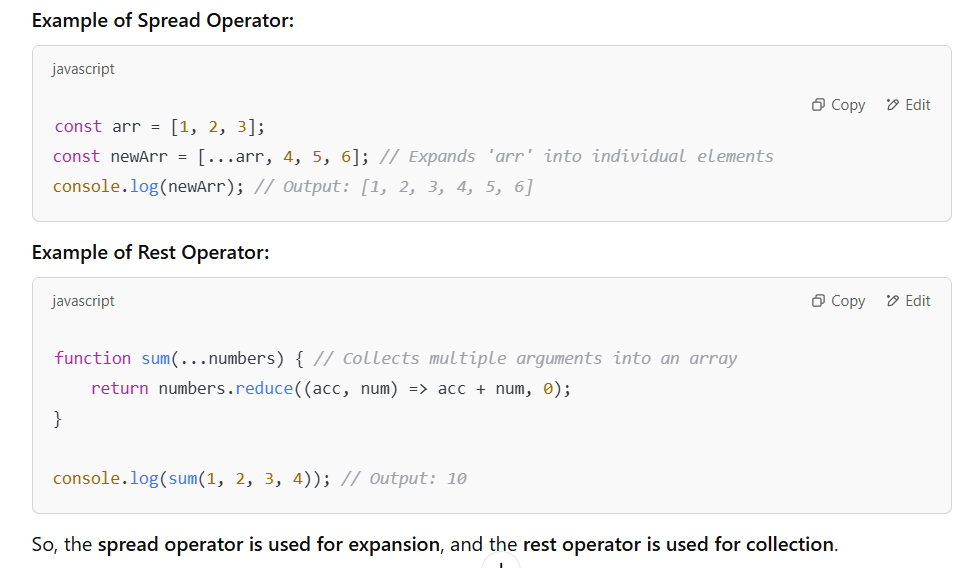 Example of Spread Operator:
javascript
Copy Edit
const arr = [1, 2, 3];
const newArr = [...arr, 4, 5, 6]; // Expands 'arr' into individual elements
console.log(newArr); // Output: [1, 2, 3, 4, 5, 6]
Example of Rest Operator:
javascript Copy Edit
function sum(...numbers) { // Collects multiple arguments into an array
    return numbers.reduce((acc, num) => acc + num, 0);
}
console.log(sum(1, 2, 3, 4)); // Output: 10
So, the spread operator is used for expansion, and the rest operator is used for collection.